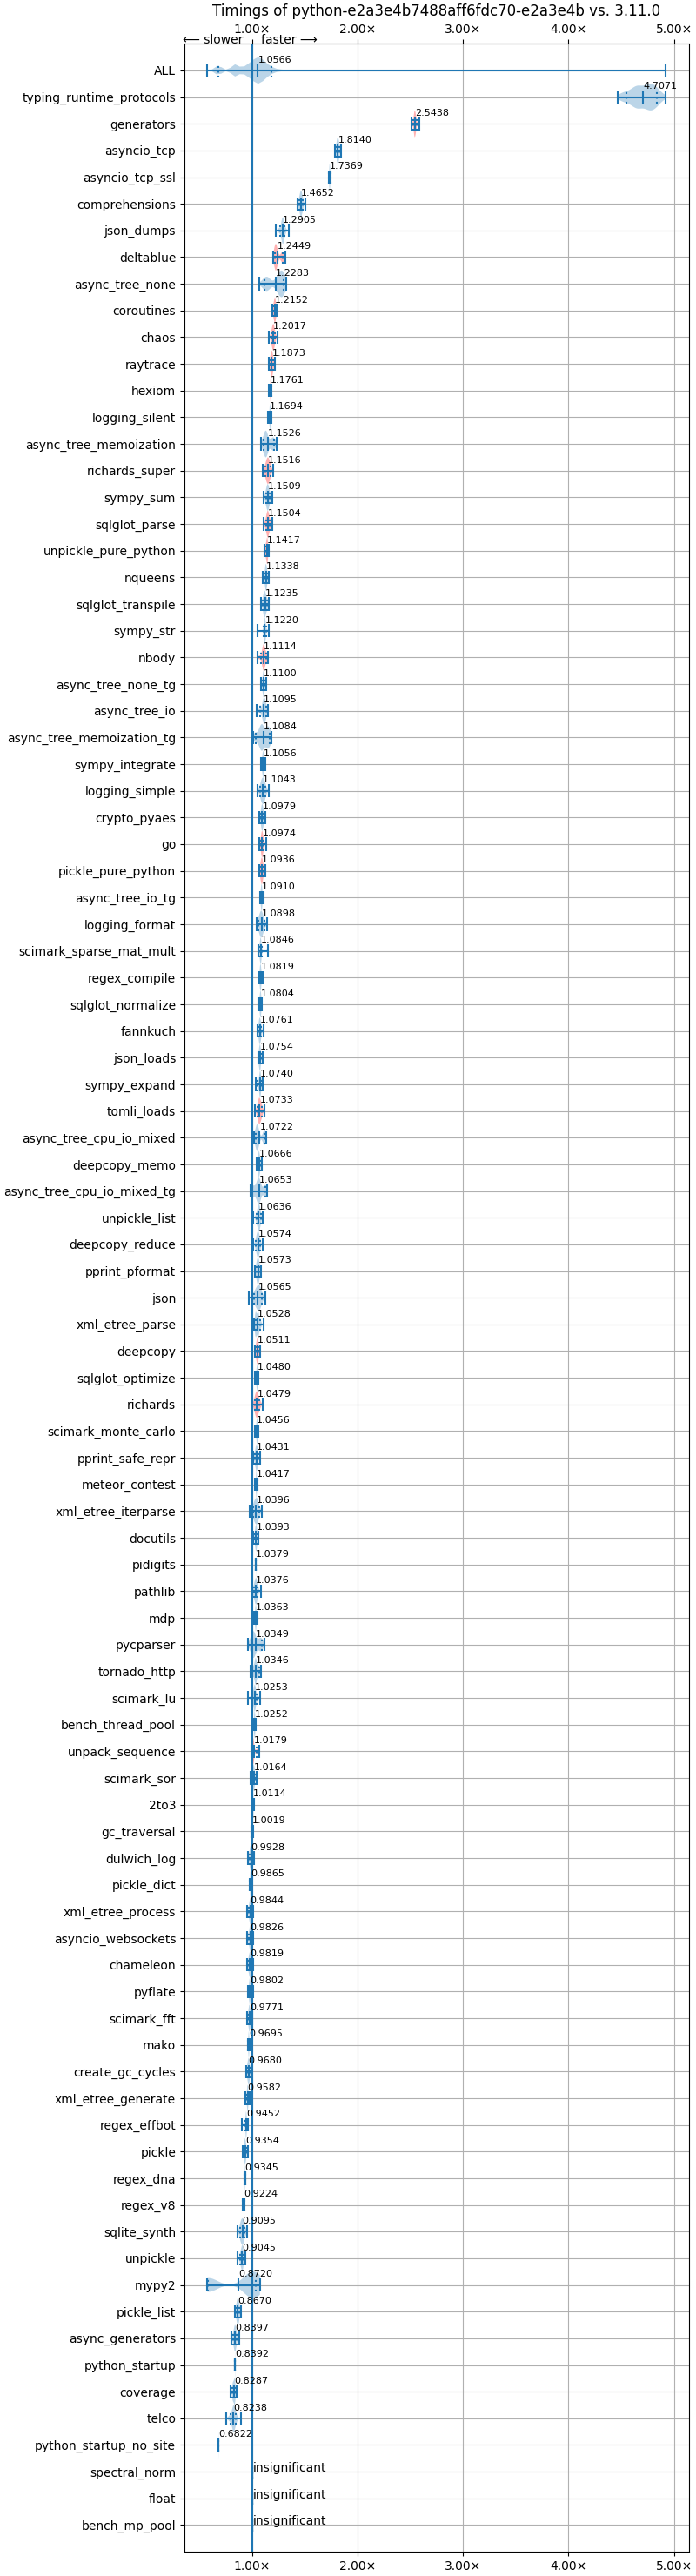 Timings of python-e2a3e4b7488aff6fdc70-e2a3e4b vs. 3.11.0
1.00× 2.00× 3.00× 4.00× 5.00×
⟵ slower faster ⟶
ALL 1.0566
typing_runtime_protocols 4.7071
generators 2.5438
asyncio_tcp 1.8140
asyncio_tcp_ssl 1.7369
comprehensions 1.4652
json_dumps 1.2905
deltablue 1.2449
async_tree_none 1.2283
coroutines 1.2152
chaos 1.2017
raytrace 1.1873
hexiom 1.1761
logging_silent 1.1694
async_tree_memoization 1.1526
richards_super 1.1516
sympy_sum 1.1509
sqlglot_parse 1.1504
unpickle_pure_python 1.1417
nqueens 1.1338
sqlglot_transpile 1.1235
sympy_str 1.1220
nbody 1.1114
async_tree_none_tg 1.1100
async_tree_io 1.1095
async_tree_memoization_tg 1.1084
sympy_integrate 1.1056
logging_simple 1.1043
crypto_pyaes 1.0979
go 1.0974
pickle_pure_python 1.0936
async_tree_io_tg 1.0910
logging_format 1.0898
scimark_sparse_mat_mult 1.0846
regex_compile 1.0819
sqlglot_normalize 1.0804
fannkuch 1.0761
json_loads 1.0754
sympy_expand 1.0740
tomli_loads 1.0733
async_tree_cpu_io_mixed 1.0722
deepcopy_memo 1.0666
async_tree_cpu_io_mixed_tg 1.0653
unpickle_list 1.0636
deepcopy_reduce 1.0574
pprint_pformat 1.0573
json 1.0565
xml_etree_parse 1.0528
deepcopy 1.0511
sqlglot_optimize 1.0480
richards 1.0479
scimark_monte_carlo 1.0456
pprint_safe_repr 1.0431
meteor_contest 1.0417
xml_etree_iterparse 1.0396
docutils 1.0393
pidigits 1.0379
pathlib 1.0376
mdp 1.0363
pycparser 1.0349
tornado_http 1.0346
scimark_lu 1.0253
bench_thread_pool 1.0252
unpack_sequence 1.0179
scimark_sor 1.0164
2to3 1.0114
gc_traversal 1.0019
dulwich_log 0.9928
pickle_dict 0.9865
xml_etree_process 0.9844
asyncio_websockets 0.9826
chameleon 0.9819
pyflate 0.9802
scimark_fft 0.9771
mako 0.9695
create_gc_cycles 0.9680
xml_etree_generate 0.9582
regex_effbot 0.9452
pickle 0.9354
regex_dna 0.9345
regex_v8 0.9224
sqlite_synth 0.9095
unpickle 0.9045
mypy2 0.8720
pickle_list 0.8670
async_generators 0.8397
python_startup 0.8392
coverage 0.8287
telco 0.8238
python_startup_no_site 0.6822
spectral_norm insignificant
float insignificant
bench_mp_pool insignificant
1.00× 2.00× 3.00× 4.00× 5.00×